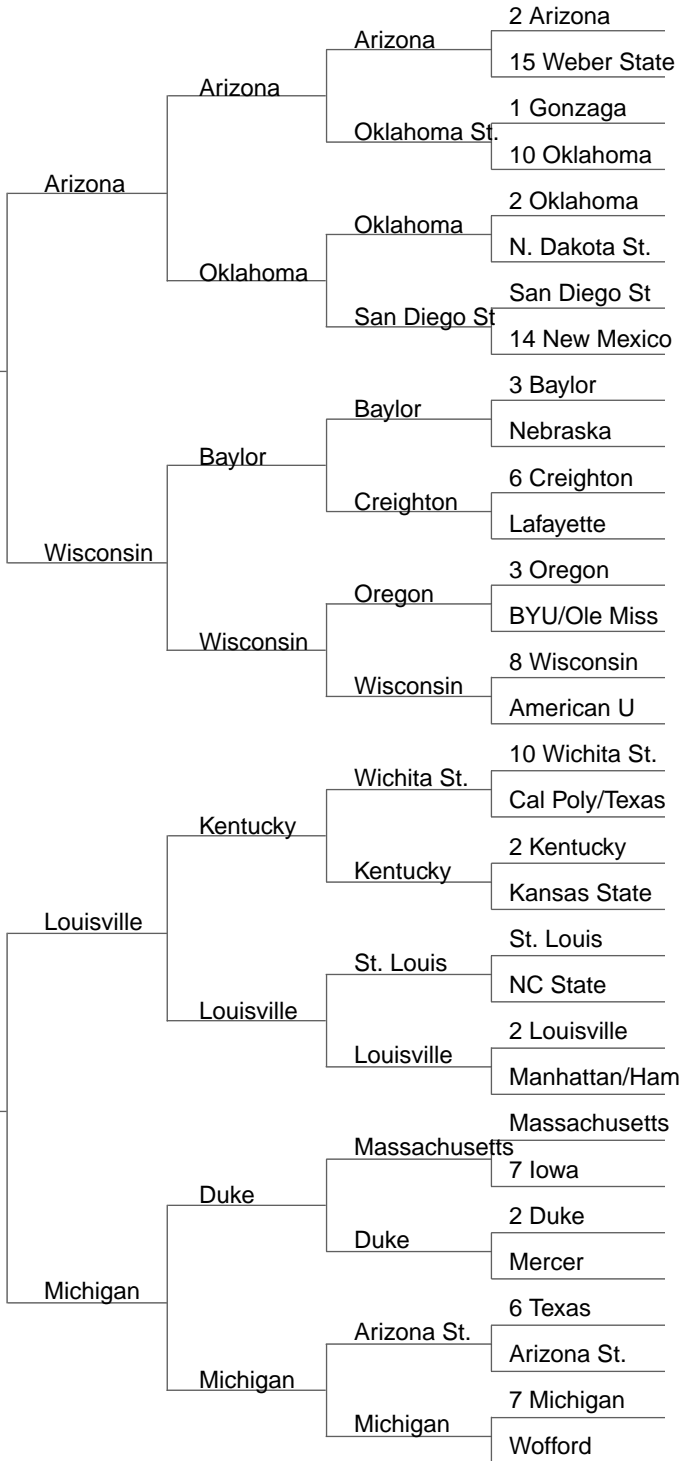 2 Arizona
Arizona
15 Weber State
Arizona
1 Gonzaga
Oklahoma St.
10 Oklahoma
Arizona
2 Oklahoma
Oklahoma
N. Dakota St.
Oklahoma
San Diego St
San Diego St
14 New Mexico
3 Baylor
Baylor
Nebraska
Baylor
6 Creighton
Creighton
Lafayette
Wisconsin
3 Oregon
Oregon
BYU/Ole Miss
Wisconsin
8 Wisconsin
Wisconsin
American U
10 Wichita St.
Wichita St.
Cal Poly/Texas
Kentucky
2 Kentucky
Kentucky
Kansas State
Louisville
St. Louis
St. Louis
NC State
Louisville
2 Louisville
Louisville
Manhattan/Ham
Massachusetts
Massachusetts
7 Iowa
Duke
2 Duke
Duke
Mercer
Michigan
6 Texas
Arizona St.
Arizona St.
Michigan
7 Michigan
Michigan
Wofford